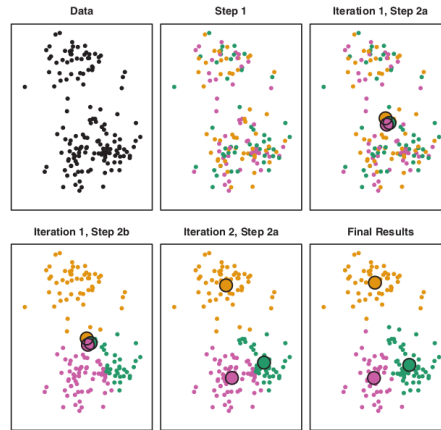 Data
Step 1
Iteration 1, Step 2a
Iteration 1, Step 2b
Iteration 2, Step 2a
Final Results